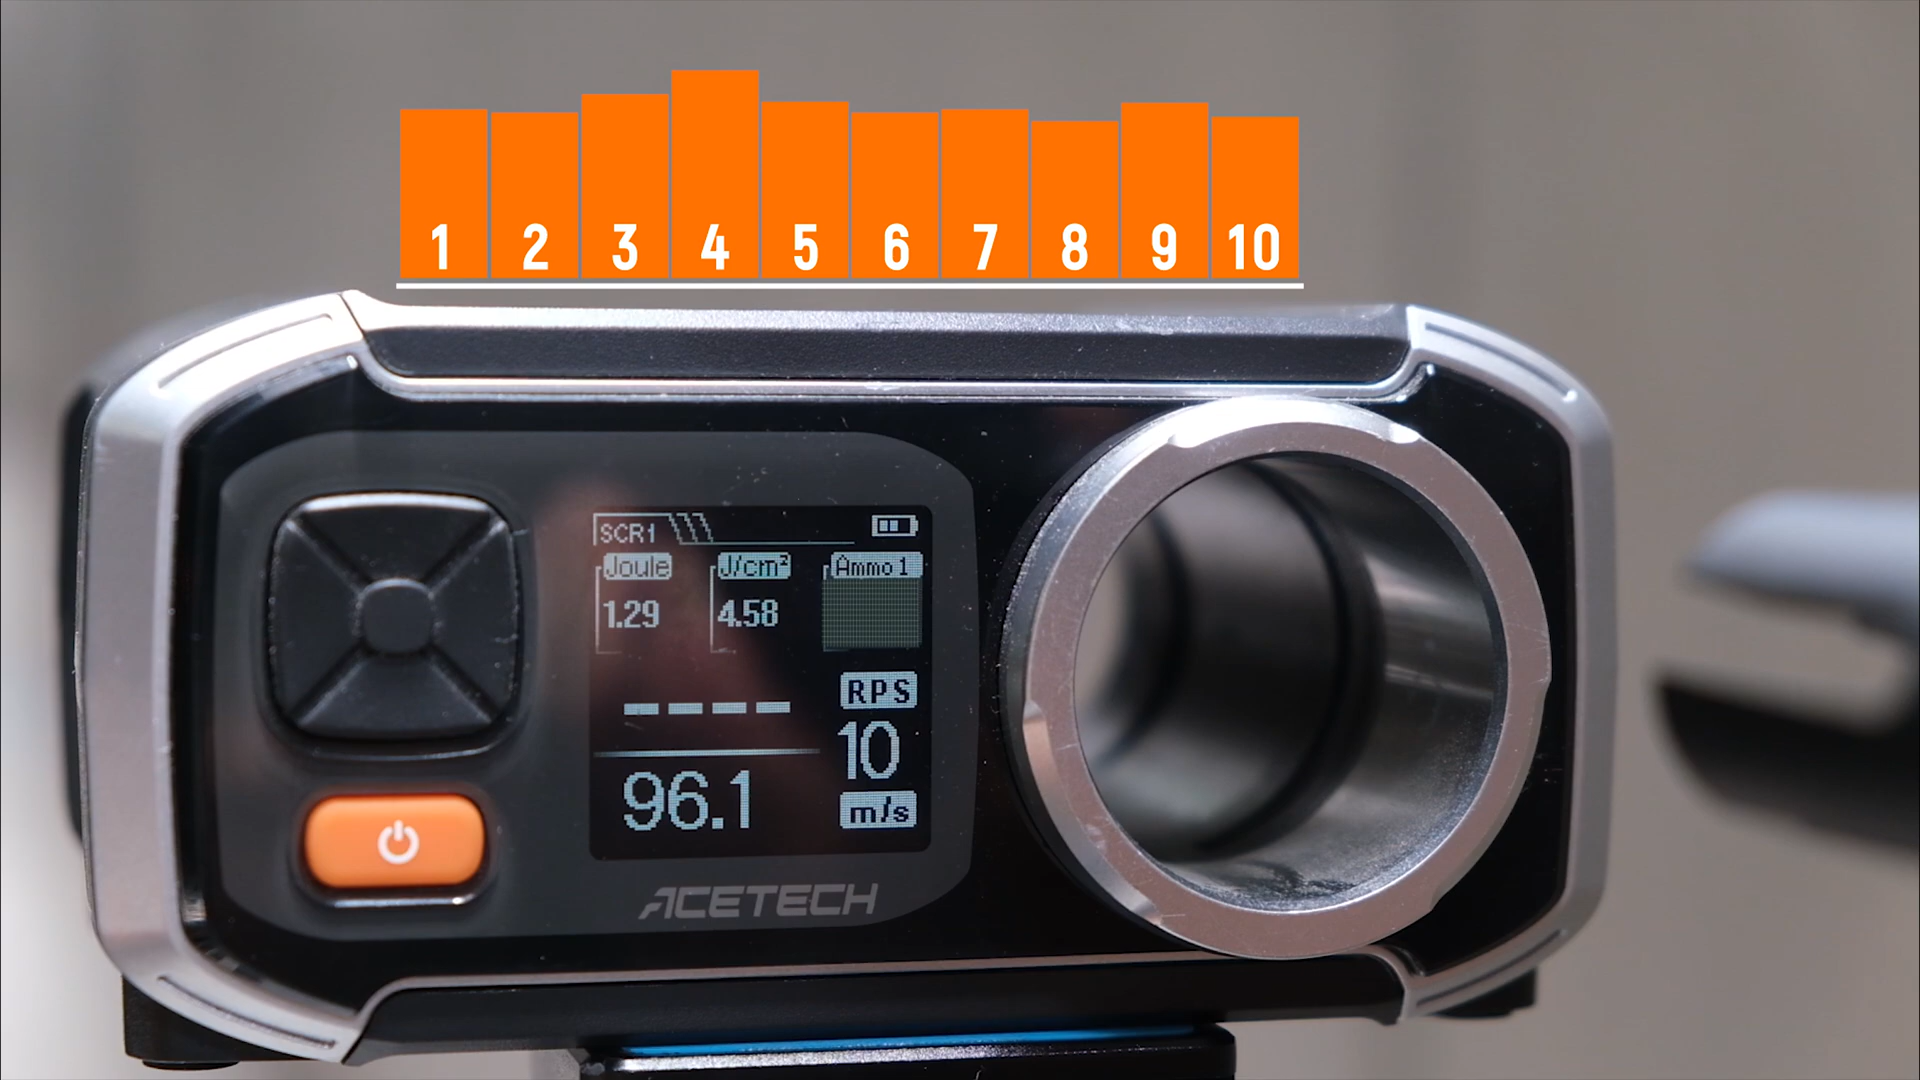 1 2 3 4 5 6 7 8 9 10
SCR1
Joule J/cm² Ammo 1
1.29 4.58
RPS
10
96.1
m/s
ACETECH